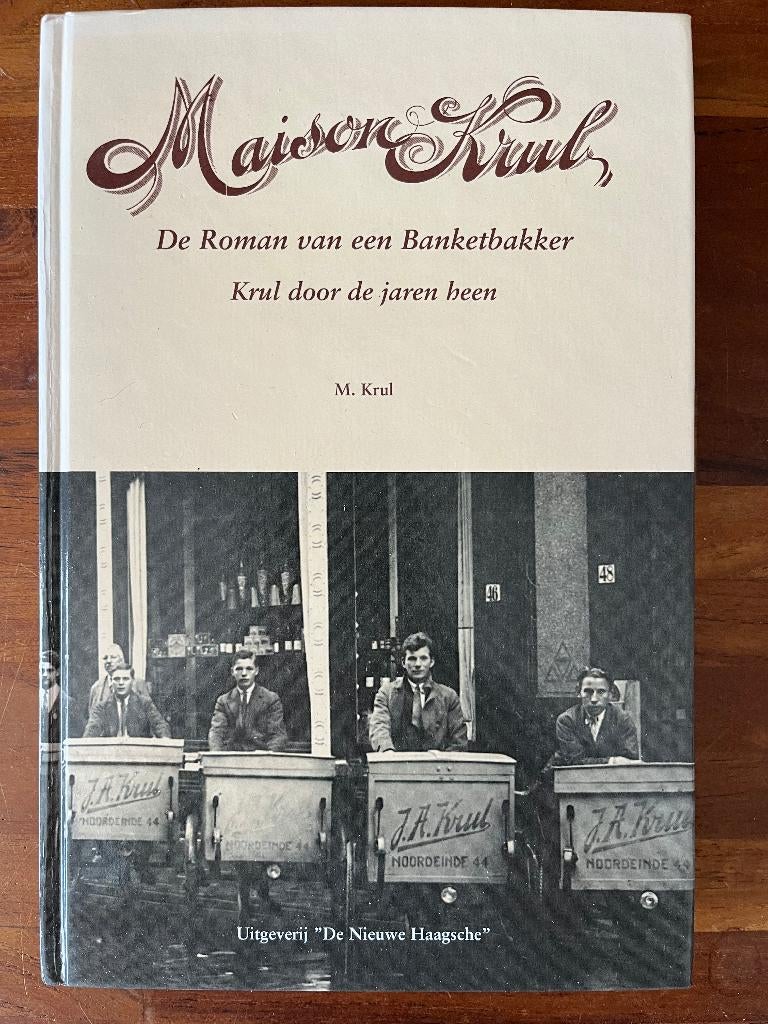 Maison Krul
De Roman van een Banketbakker
Krul door de jaren heen
M. Krul
46
48
J.A. Krul
NOORDEINDE 44
J.A. Krul
NOORDEINDE 44
J.A. Krul
NOORDEINDE 44
J.A. Krul
NOORDEINDE 44
Uitgeverij "De Nieuwe Haagsche"